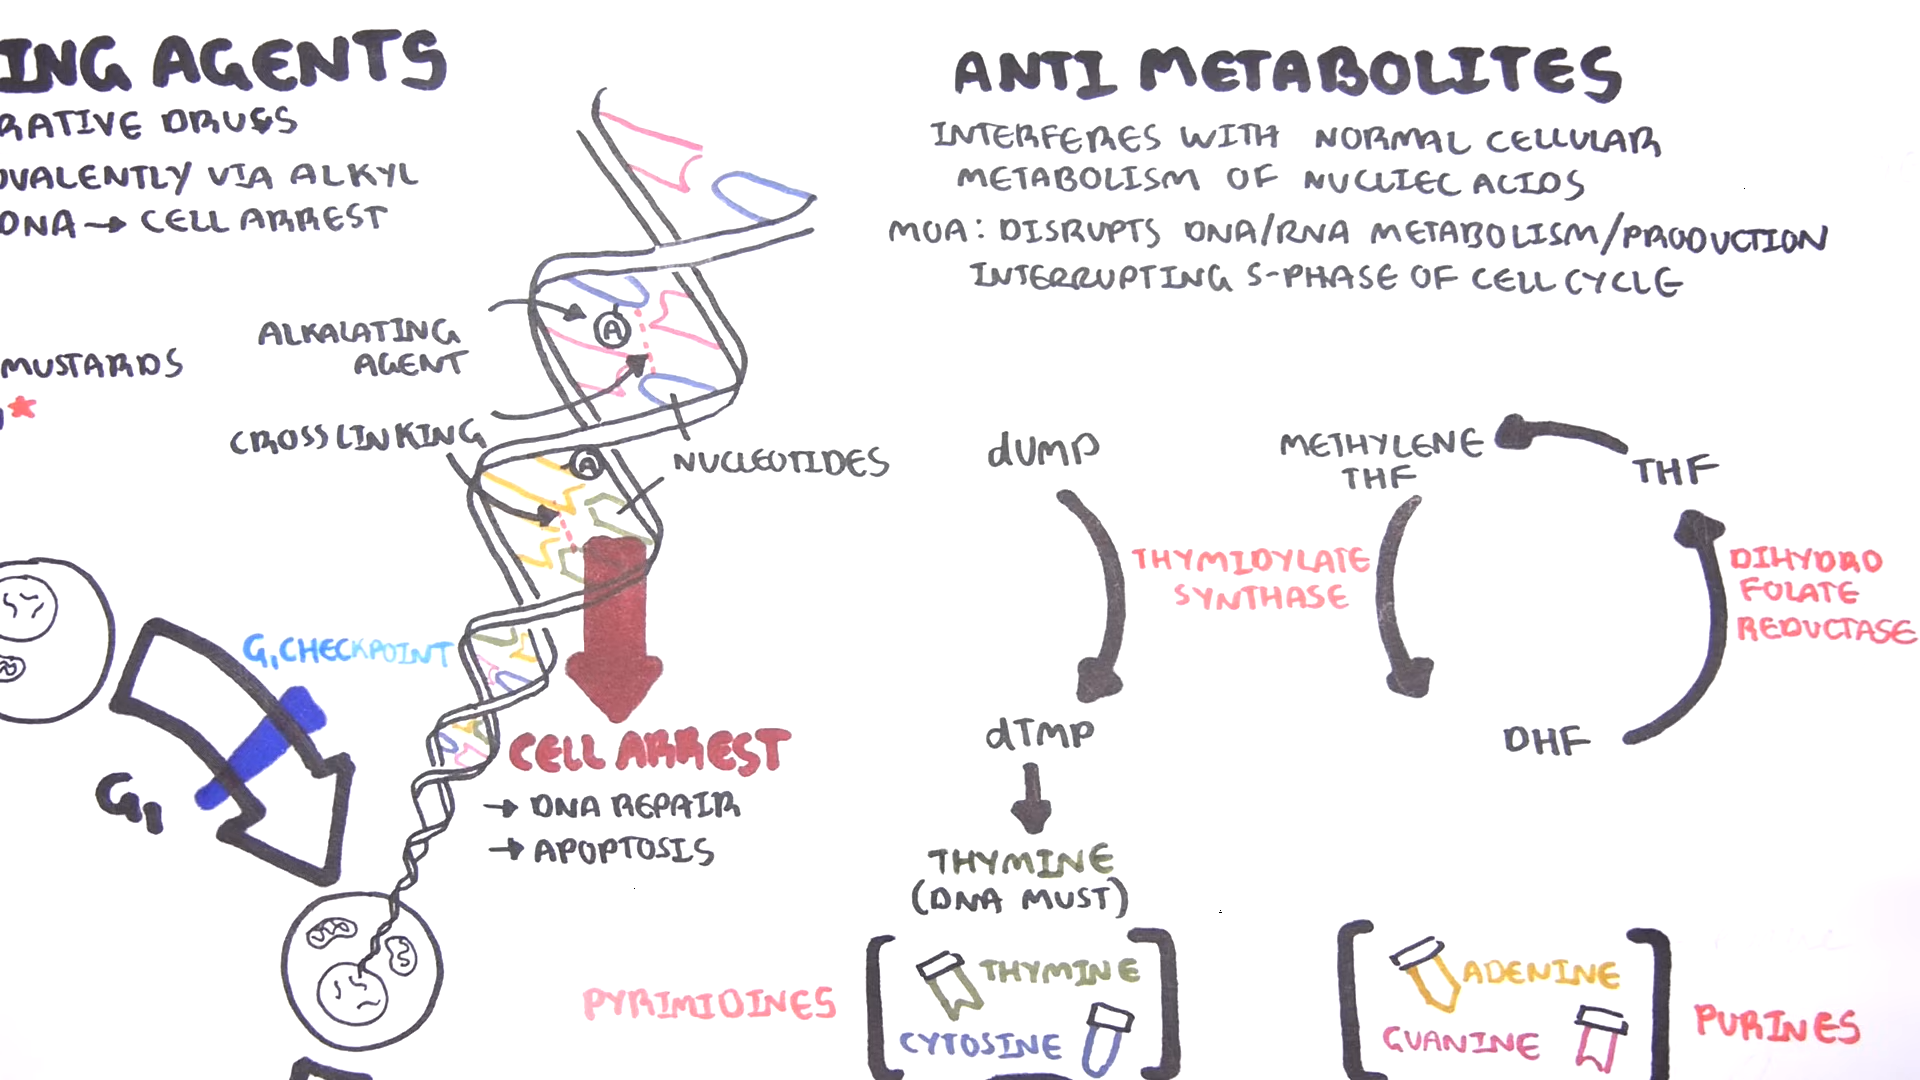 ING AGENTS
RATIVE DRUGS
OVALENTLY VIA ALKYL
DNA → CELL ARREST
ALKALATING
AGENT
MUSTARDS
CROSS LINKING
NUCLEOTIDES
A
A
G1 CHECKPOINT
G1
CELL ARREST
→ DNA REPAIR
→ APOPTOSIS
ANTI METABOLITES
INTERFERES WITH NORMAL CELLULAR
METABOLISM OF NUCLIEC ACIDS
MOA: DISRUPTS DNA/RNA METABOLISM/PRODUCTION
INTERRUPTING S-PHASE OF CELL CYCLE
dUMP
METHYLENE
THF
THF
THYMIDYLATE
SYNTHASE
DIHYDRO
FOLATE
REDUCTASE
dTMP
DHF
THYMINE
(DNA MUST)
PYRIMIDINES
THYMINE
CYTOSINE
ADENINE
GUANINE
PURINES